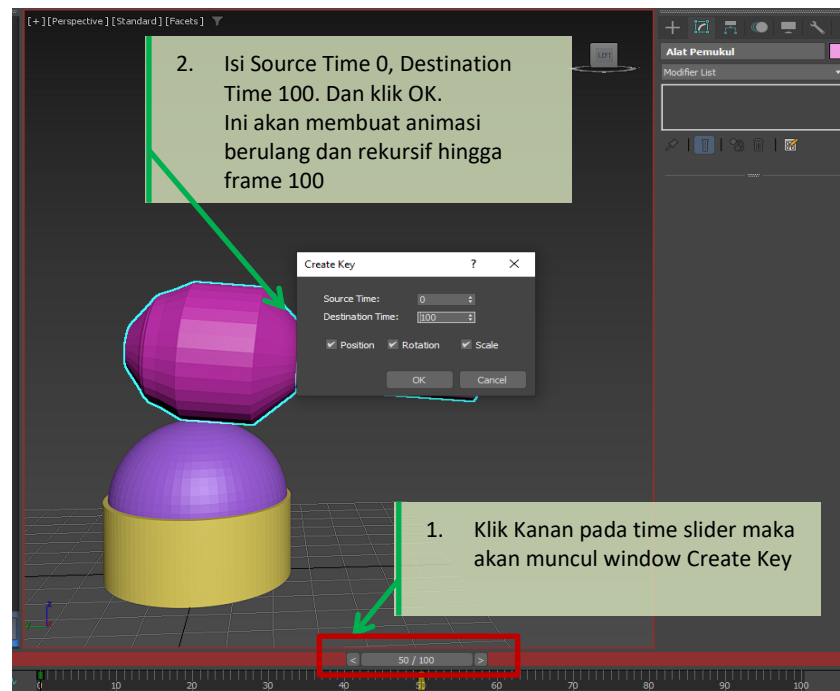 [+] [Perspective] [Standard] [Facets]
LEFT
Alat Pemukul
Modifier List
2. Isi Source Time 0, Destination
Time 100. Dan klik OK.
Ini akan membuat animasi
berulang dan rekursif hingga
frame 100
Create Key ? X
Source Time: 0
Destination Time: 100
Position Rotation Scale
OK Cancel
1. Klik Kanan pada time slider maka
akan muncul window Create Key
z
< 50 / 100 >
0 10 20 30 40 50 60 70 80 90 100